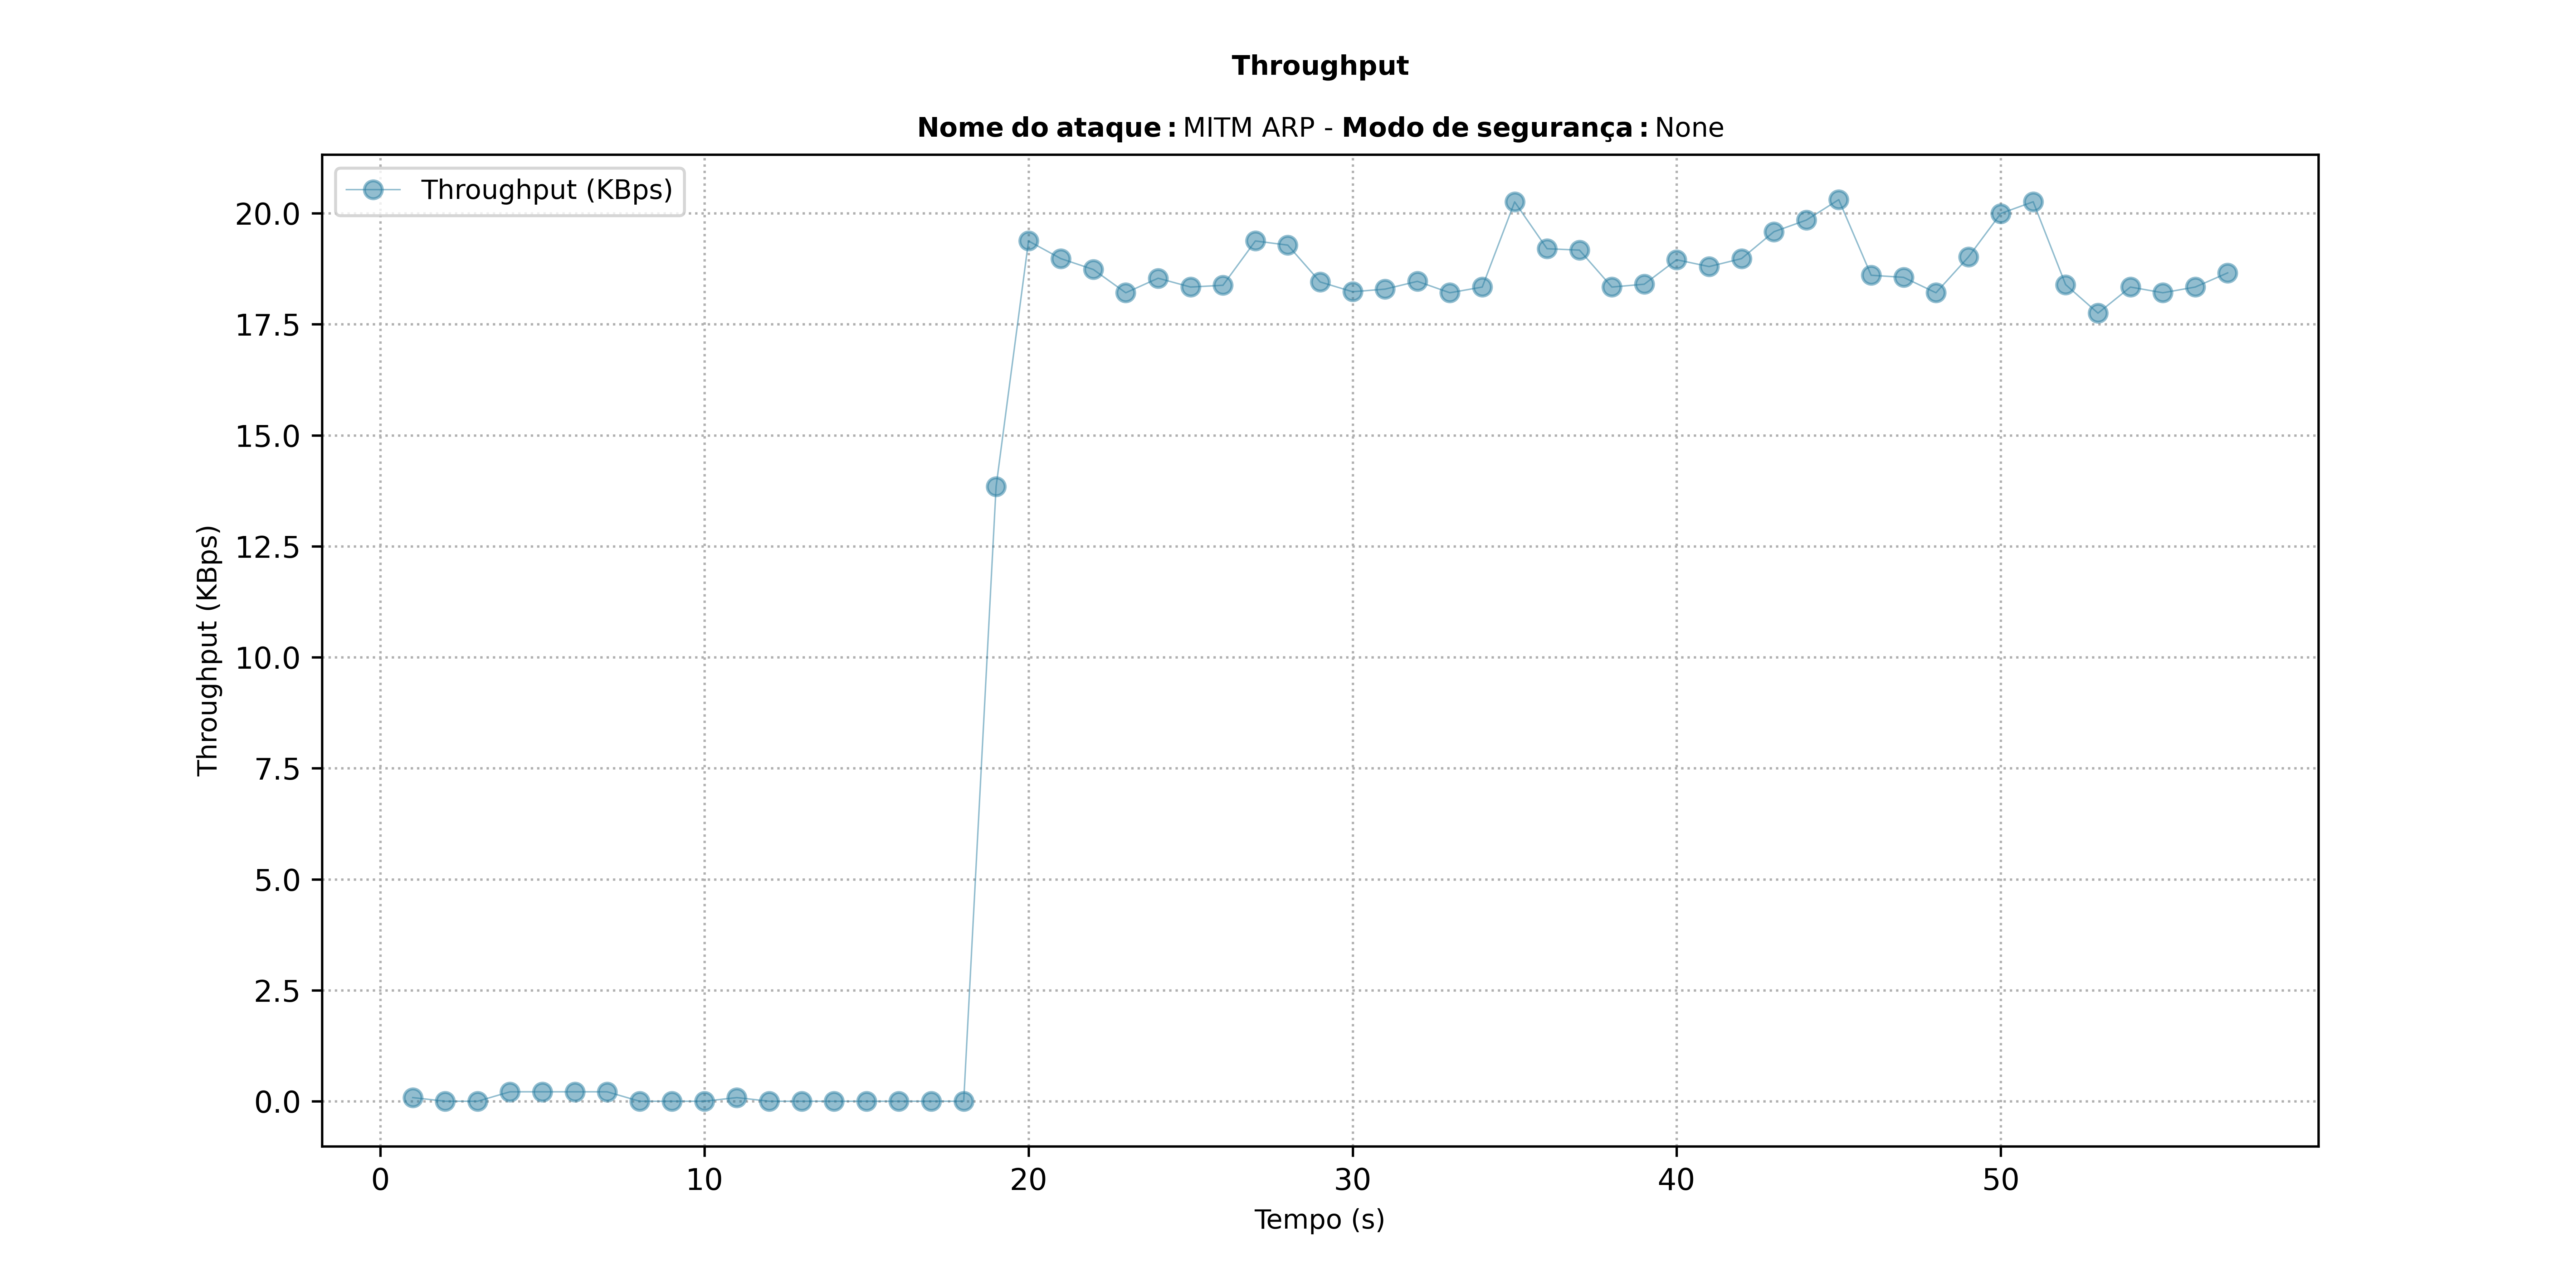 Throughput
Nome do ataque: MITM ARP - Modo de segurança: None
Throughput (KBps)
20.0
17.5
15.0
12.5
10.0
7.5
5.0
2.5
0.0
Throughput (KBps)
0 10 20 30 40 50
Tempo (s)